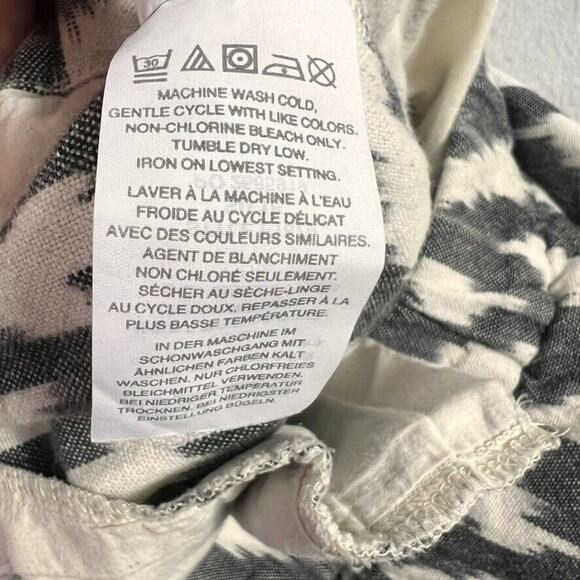 30
MACHINE WASH COLD,
GENTLE CYCLE WITH LIKE COLORS.
NON-CHLORINE BLEACH ONLY.
TUMBLE DRY LOW.
IRON ON LOWEST SETTING.
LAVER À LA MACHINE À L'EAU
FROIDE AU CYCLE DÉLICAT
AVEC DES COULEURS SIMILAIRES.
AGENT DE BLANCHIMENT
NON CHLORÉ SEULEMENT.
SÉCHER AU SÈCHE-LINGE
AU CYCLE DOUX. REPASSER À LA
PLUS BASSE TEMPÉRATURE.
IN DER MASCHINE IM
SCHONWASCHGANG MIT
ÄHNLICHEN FARBEN KALT
WASCHEN. NUR CHLORFREIES
BLEICHMITTEL VERWENDEN.
BEI NIEDRIGER TEMPERATUR
TROCKNEN. BEI NIEDRIGSTER
EINSTELLUNG BÜGELN.